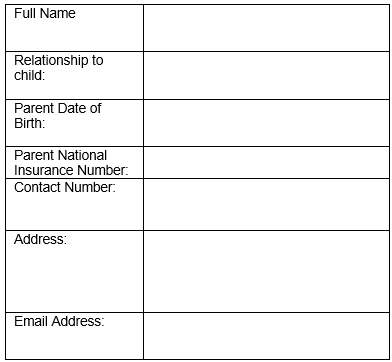 Full Name
Relationship to
child:
Parent Date of
Birth:
Parent National
Insurance Number:
Contact Number:
Address:
Email Address: